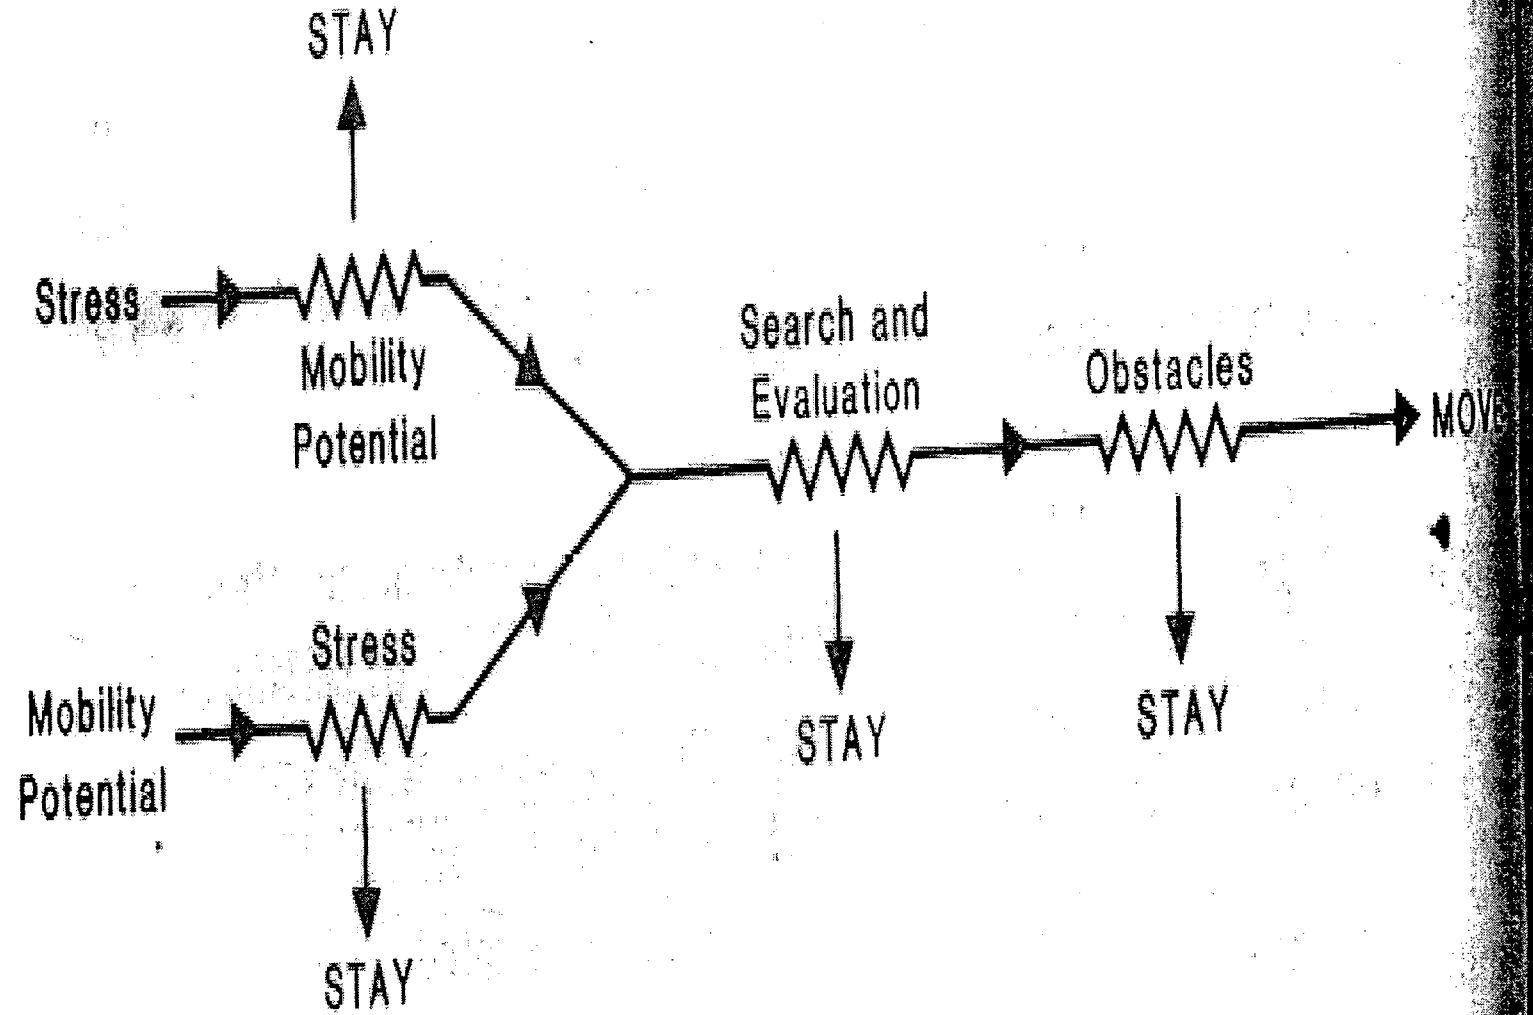 STAY
Stress
Mobility
Potential
Search and
Evaluation
Obstacles
MOVE
Stress
Mobility
Potential
STAY
STAY
STAY